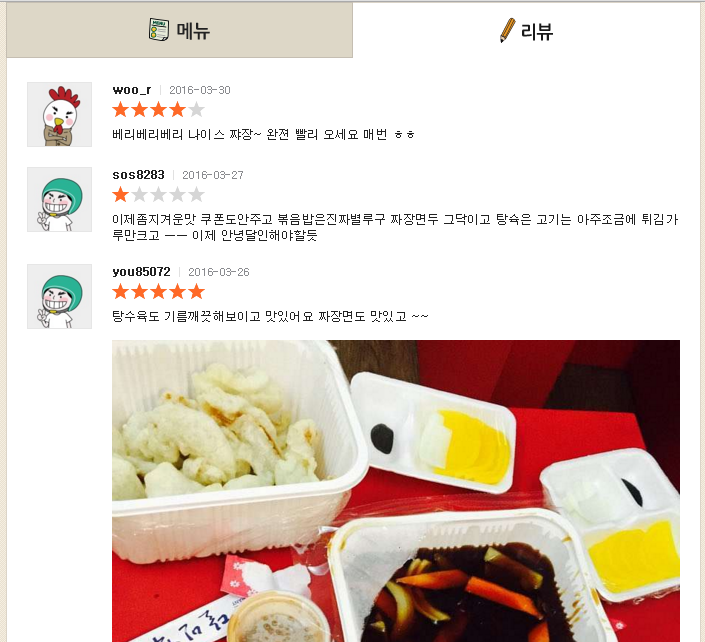 메뉴
리뷰
woo_r | 2016-03-30
베리베리베리 나이스 짜장~ 완젼 빨리 오세요 매번 ㅎㅎ
sos8283 | 2016-03-27
이제좀지겨운맛 쿠폰도안주고 볶음밥은진짜별루구 짜장면두 그닥이고 탕슉은 고기는 아주조금에 튀김가
루만크고 ㅡㅡ 이제 안녕달인해야할듯
you85072 | 2016-03-26
탕수육도 기름깨끗해보이고 맛있어요 짜장면도 맛있고 ~~